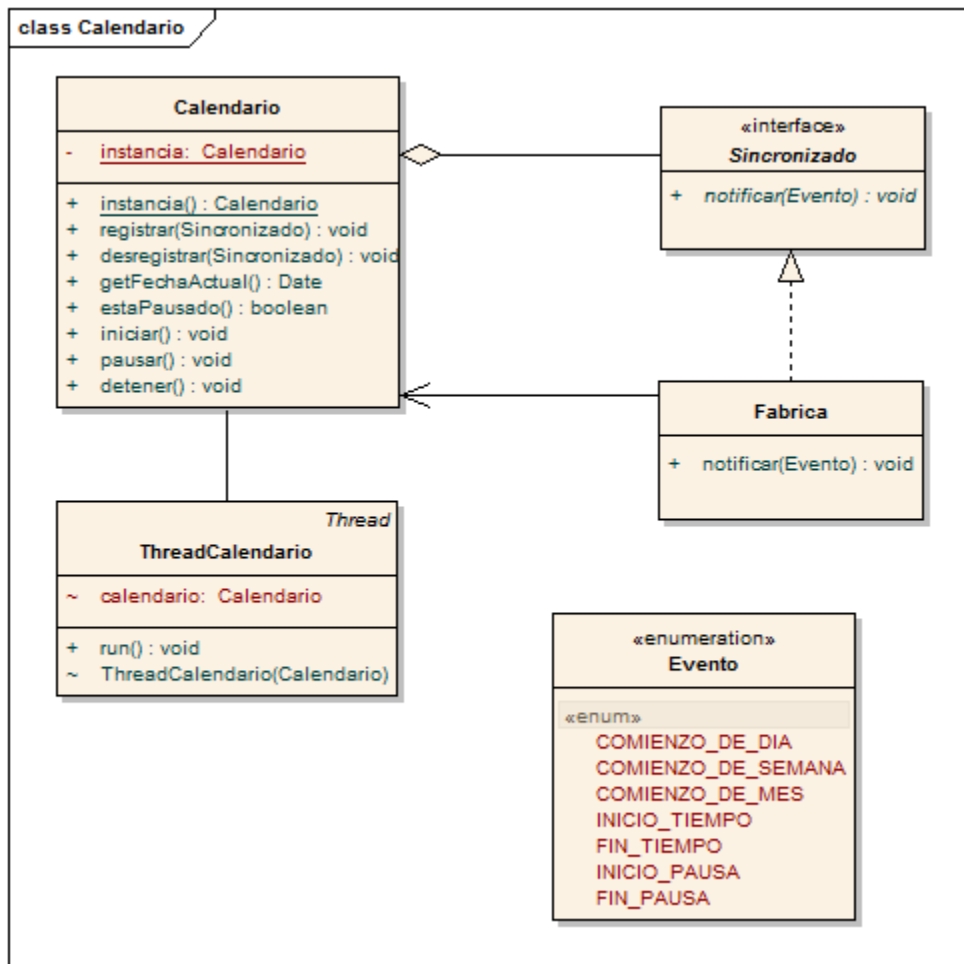 class Calendario
Calendario
- instancia: Calendario
+ instancia() : Calendario
+ registrar(Sincronizado) : void
+ desregistrar(Sincronizado) : void
+ getFechaActual() : Date
+ estaPausado() : boolean
+ iniciar() : void
+ pausar() : void
+ detener() : void
«interface»
Sincronizado
+ notificar(Evento) : void
Fabrica
+ notificar(Evento) : void
Thread
ThreadCalendario
~ calendario: Calendario
+ run() : void
~ ThreadCalendario(Calendario)
«enumeration»
Evento
«enum»
COMIENZO_DE_DIA
COMIENZO_DE_SEMANA
COMIENZO_DE_MES
INICIO_TIEMPO
FIN_TIEMPO
INICIO_PAUSA
FIN_PAUSA